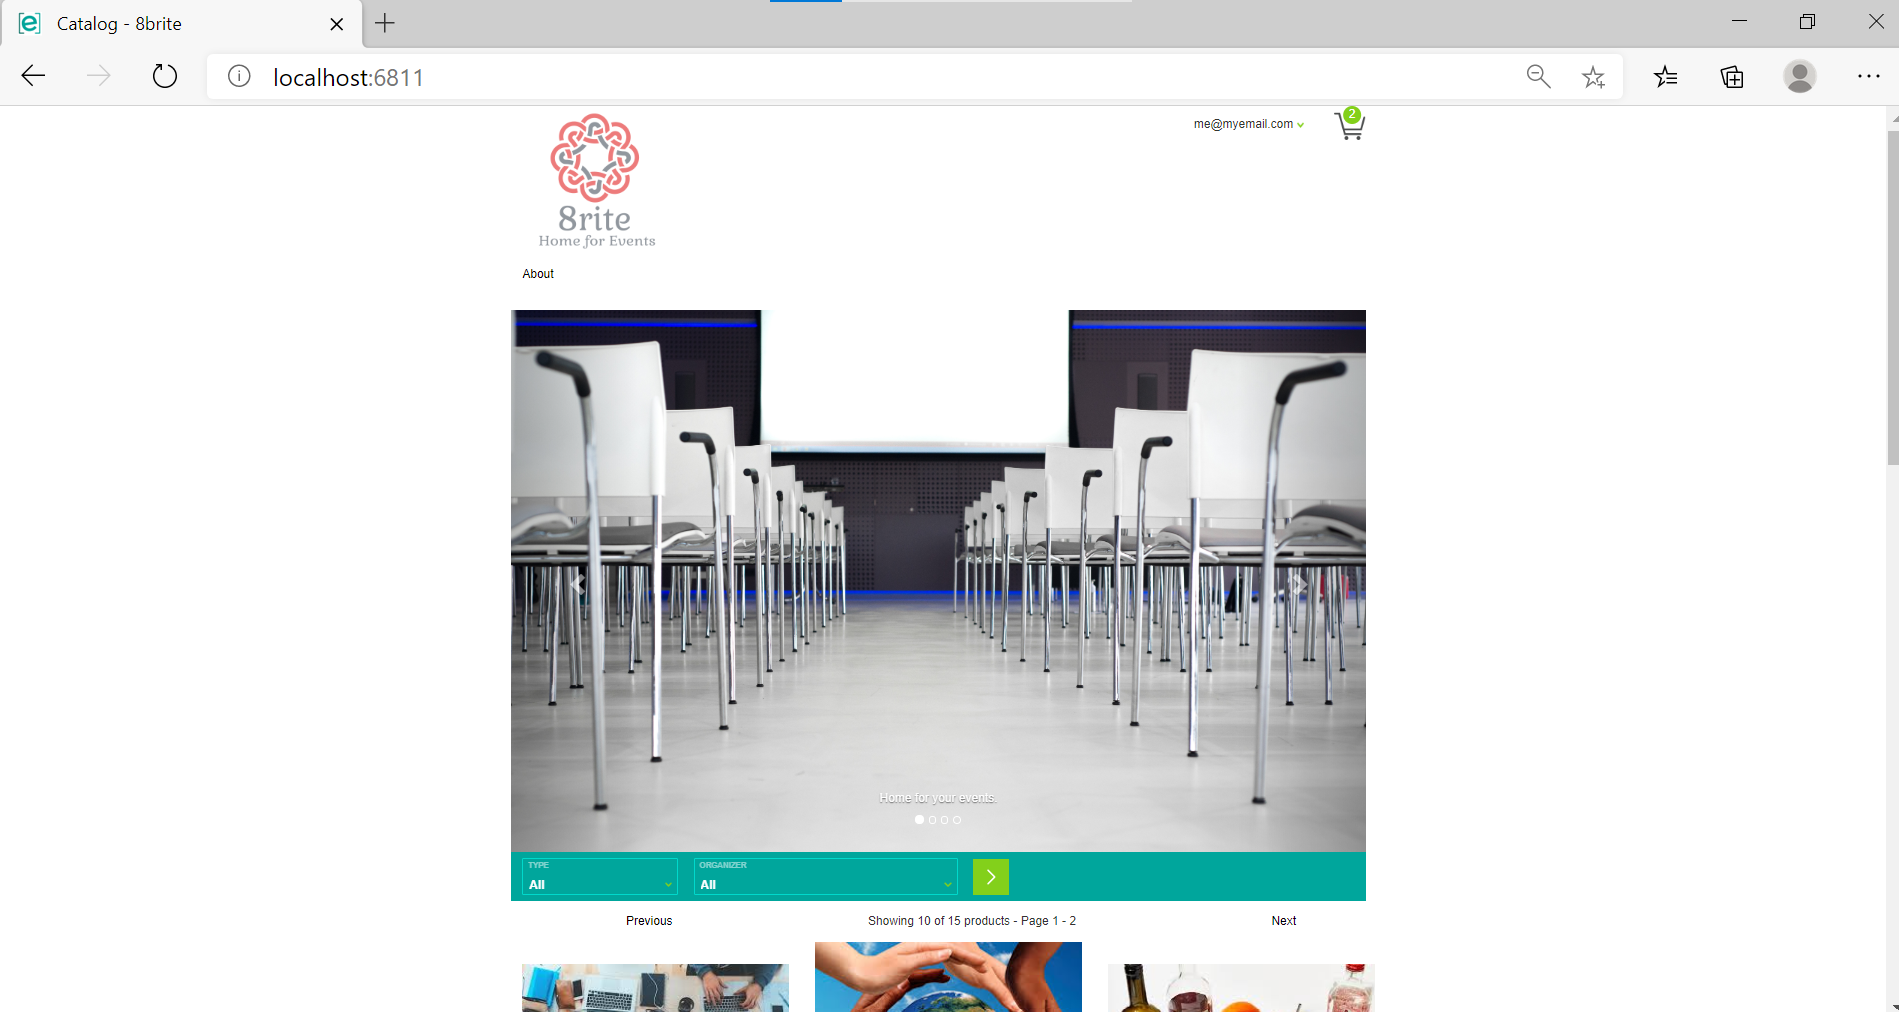 Catalog - 8brite
localhost:6811
me@myemail.com
2
8rite
Home for Events
About
Home for your events.
TYPE
All
ORGANIZER
All
Previous
Showing 10 of 15 products - Page 1 - 2
Next